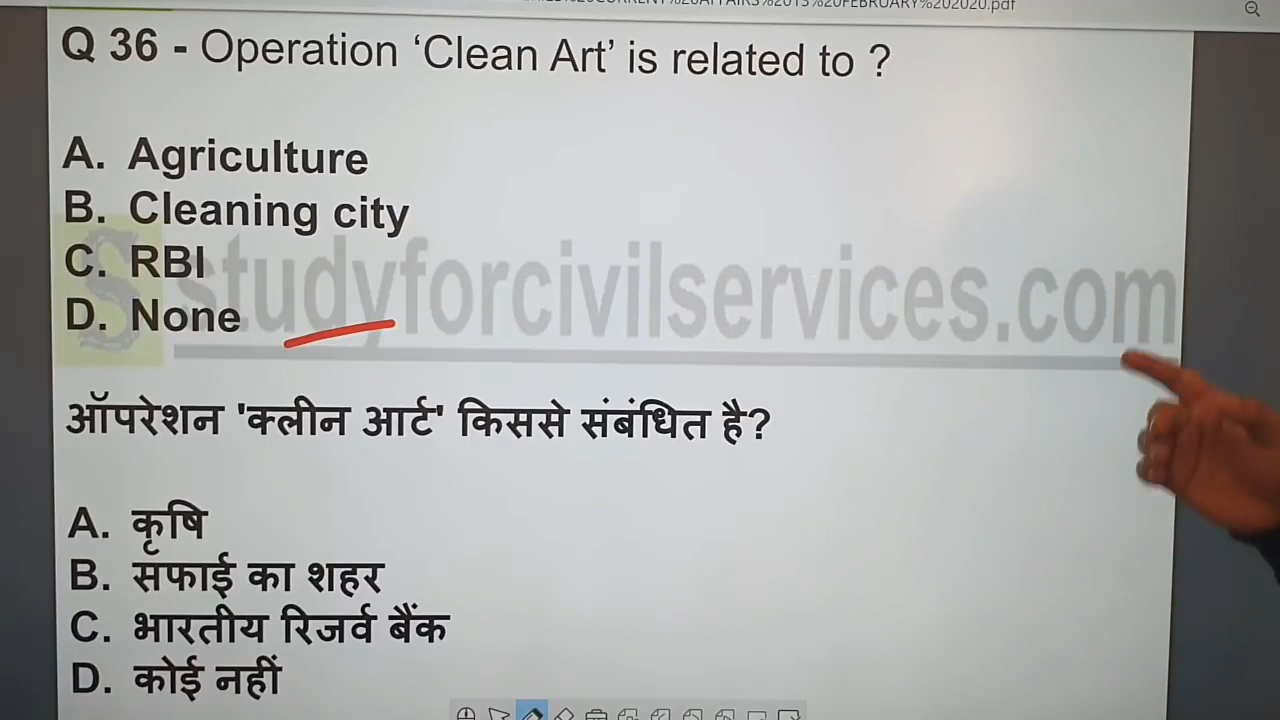 Q 36 - Operation ‘Clean Art’ is related to ?
A. Agriculture
B. Cleaning city
C. RBI
D. None
studyforcivilservices.com
ऑपरेशन 'क्लीन आर्ट' किससे संबंधित है?
A. कृषि
B. सफाई का शहर
C. भारतीय रिजर्व बैंक
D. कोई नहीं